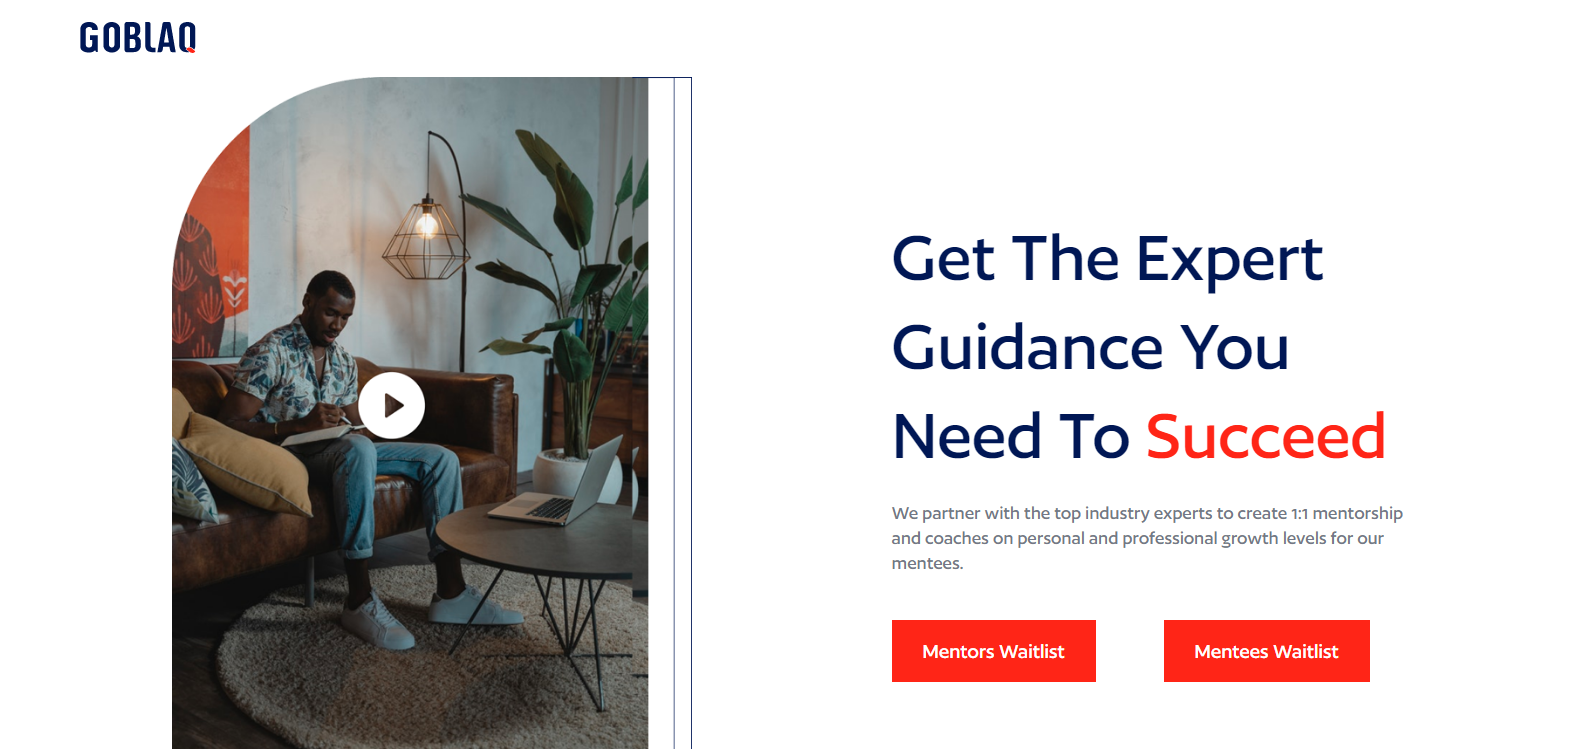 GOBLAQ
Get The Expert
Guidance You
Need To Succeed
We partner with the top industry experts to create 1:1 mentorship
and coaches on personal and professional growth levels for our
mentees.
Mentors Waitlist
Mentees Waitlist